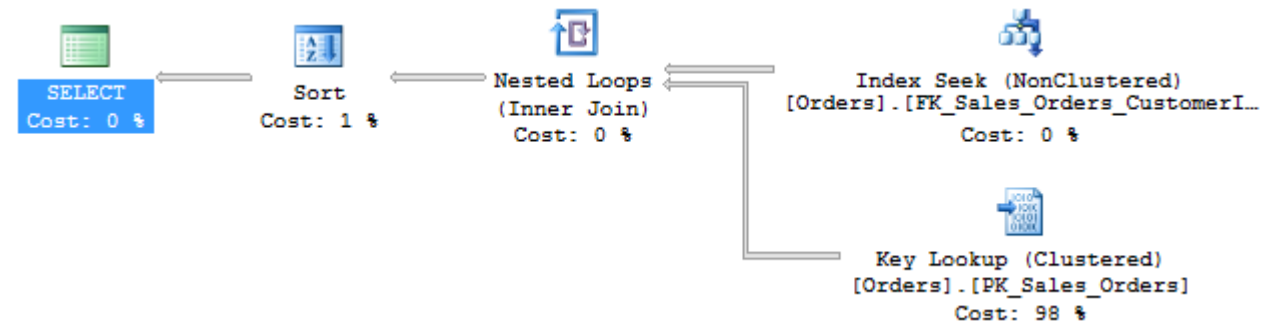 SELECT
Cost: 0 %
Sort
Cost: 1 %
Nested Loops
(Inner Join)
Cost: 0 %
Index Seek (NonClustered)
[Orders].[FK_Sales_Orders_CustomerI…
Cost: 0 %
Key Lookup (Clustered)
[Orders].[PK_Sales_Orders]
Cost: 98 %